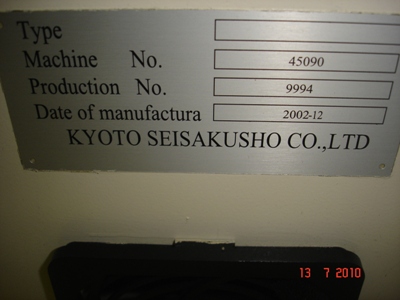 Type
Machine No. 45090
Production No. 9994
Date of manufactura 2002-12
KYOTO SEISAKUSHO CO.,LTD
13 7 2010